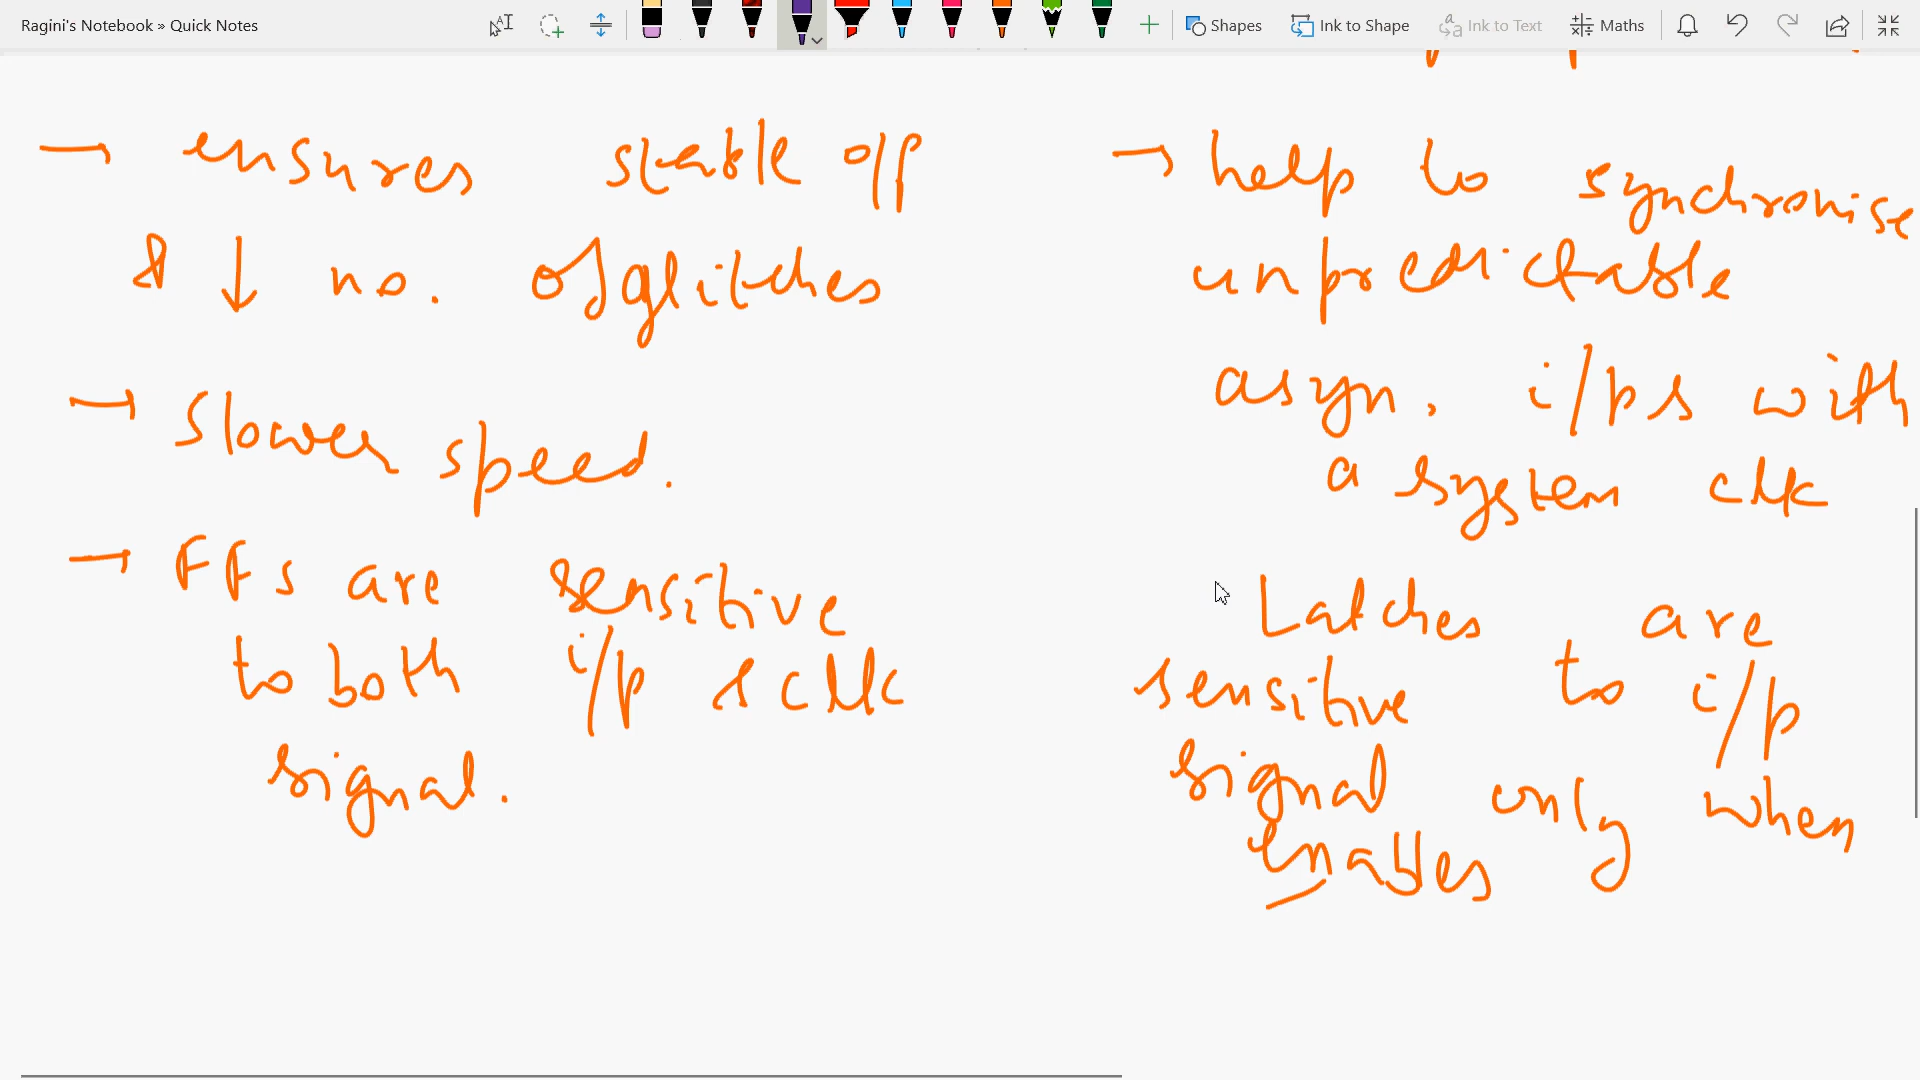 Ragini's Notebook » Quick Notes
Shapes
Ink to Shape
Ink to Text
Maths
→ ensures stable o/p
& ↓ no. of glitches
→ slower speed.
→ FFs are sensitive
to both i/p & clk
signal.
→ help to synchronise
unpredictable
asyn. i/ps with
a system clk
Latches are
sensitive to i/p
signal only when
enables